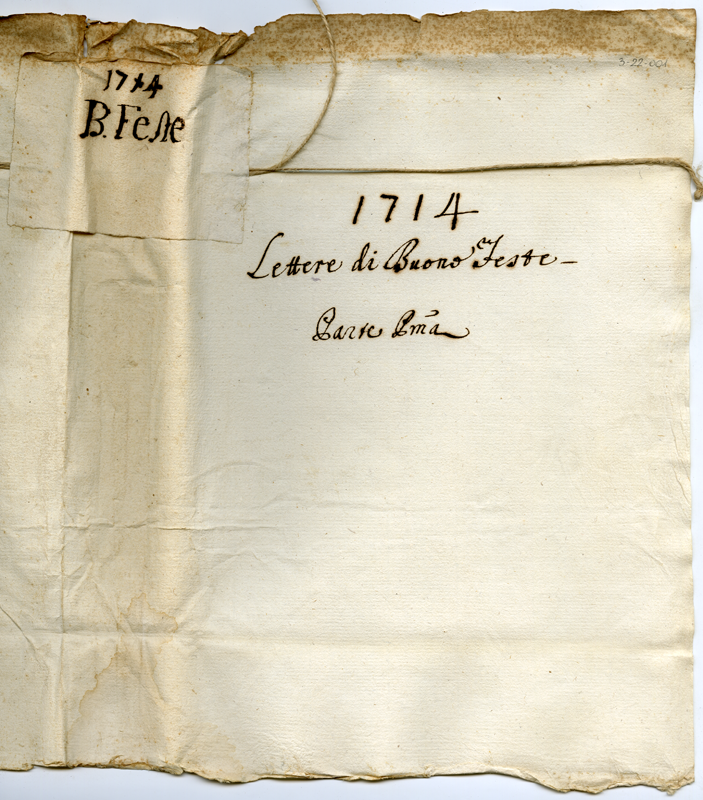 1714
B. Feste
3-22-001
1714
Lettere di Buone Feste –
Parte Pma